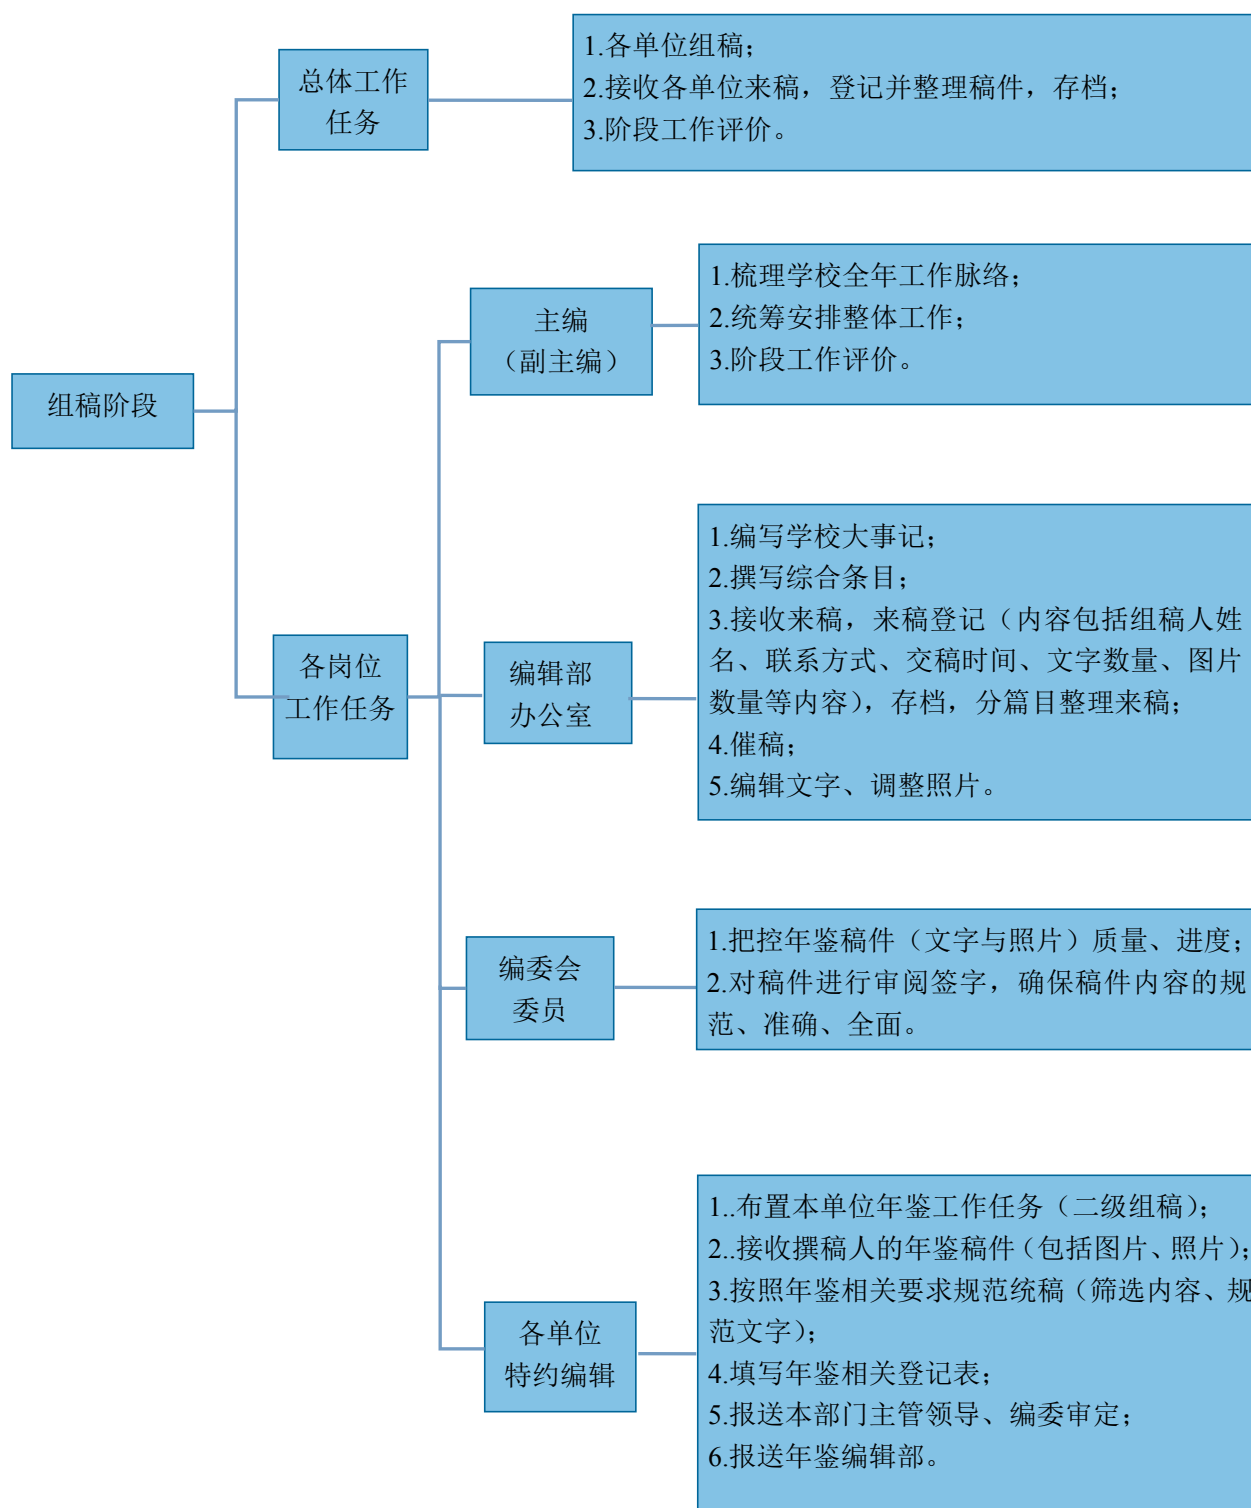 1.各单位组稿；
2.接收各单位来稿，登记并整理稿件，存档；
3.阶段工作评价。
总体工作
任务
1.梳理学校全年工作脉络；
2.统筹安排整体工作；
3.阶段工作评价。
主编
（副主编）
组稿阶段
1.编写学校大事记；
2.撰写综合条目；
3.接收来稿，来稿登记（内容包括组稿人姓
名、联系方式、交稿时间、文字数量、图片
数量等内容），存档，分篇目整理来稿；
4.催稿；
5.编辑文字、调整照片。
各岗位
工作任务
编辑部
办公室
1.把控年鉴稿件（文字与照片）质量、进度；
2.对稿件进行审阅签字，确保稿件内容的规
范、准确、全面。
编委会
委员
1..布置本单位年鉴工作任务（二级组稿）；
2..接收撰稿人的年鉴稿件（包括图片、照片）；
3.按照年鉴相关要求规范统稿（筛选内容、规
范文字）；
4.填写年鉴相关登记表；
5.报送本部门主管领导、编委审定；
6.报送年鉴编辑部。
各单位
特约编辑